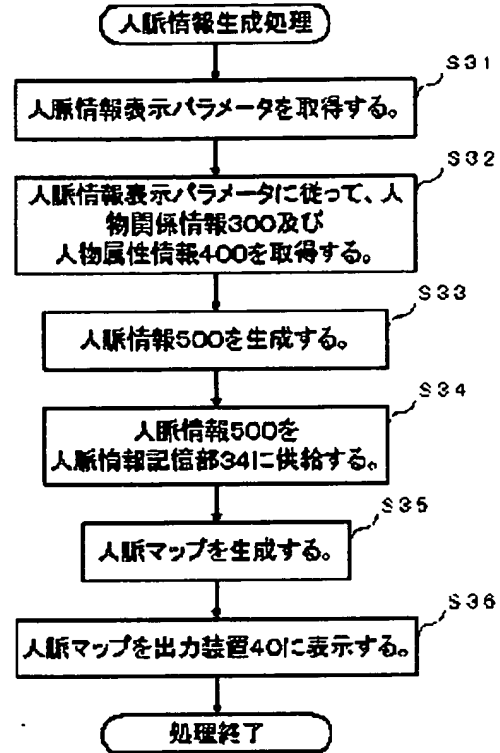 人脈情報生成処理
S31
人脈情報表示パラメータを取得する。
S32
人脈情報表示パラメータに従って、人
物関係情報300及び
人物属性情報400を取得する。
S33
人脈情報500を生成する。
S34
人脈情報500を
人脈情報記憶部341に供給する。
S35
人脈マップを生成する。
S36
人脈マップを出力装置40に表示する。
処理終了